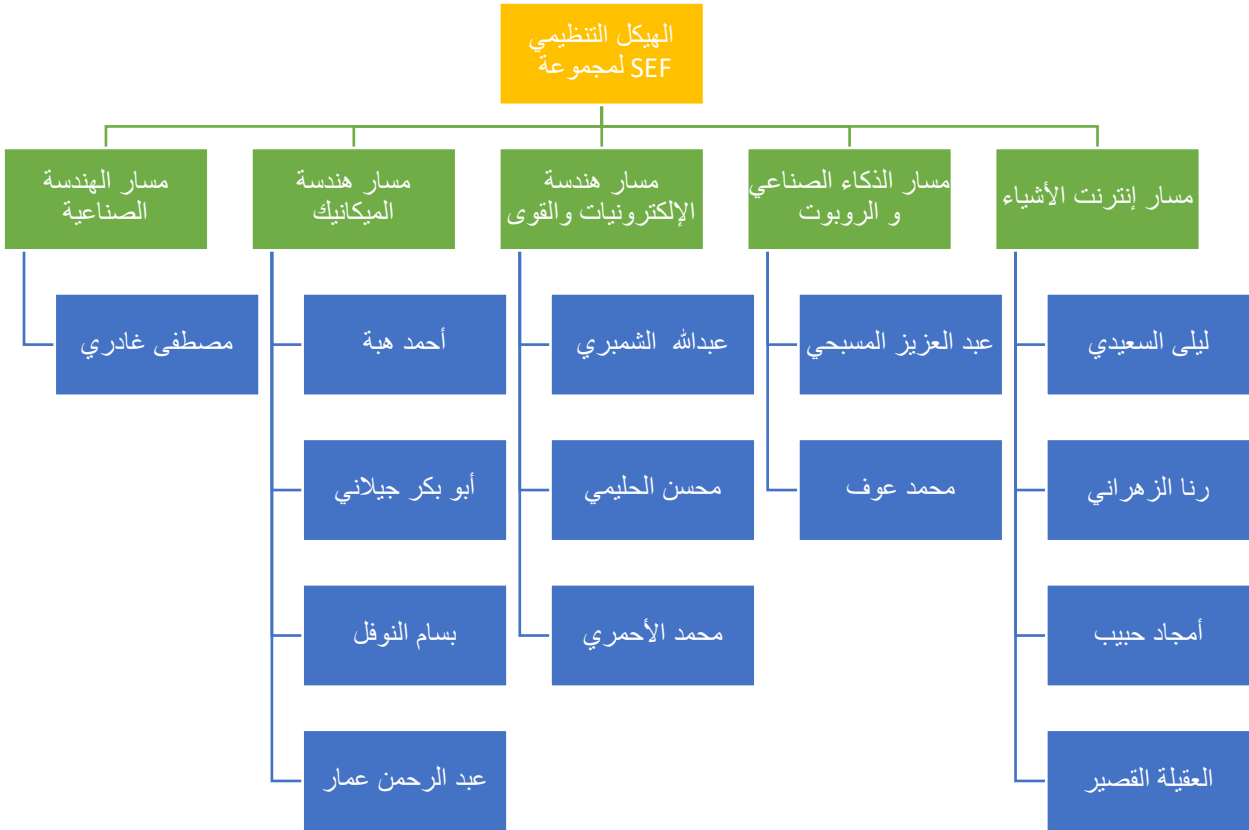 الهيكل التنظيمي
لمجموعة SEF
مسار إنترنت الأشياء
مسار الذكاء الصناعي
و الروبوت
مسار هندسة
الإلكترونيات والقوى
مسار هندسة
الميكانيك
مسار الهندسة
الصناعية
ليلى السعيدي
عبد العزيز المسبحي
عبدالله الشمبري
أحمد هبة
مصطفى غادري
رنا الزهراني
محمد عوف
محسن الحليمي
أبو بكر جيلاني
أمجاد حبيب
محمد الأحمري
بسام النوفل
العقيلة القصير
عبد الرحمن عمار